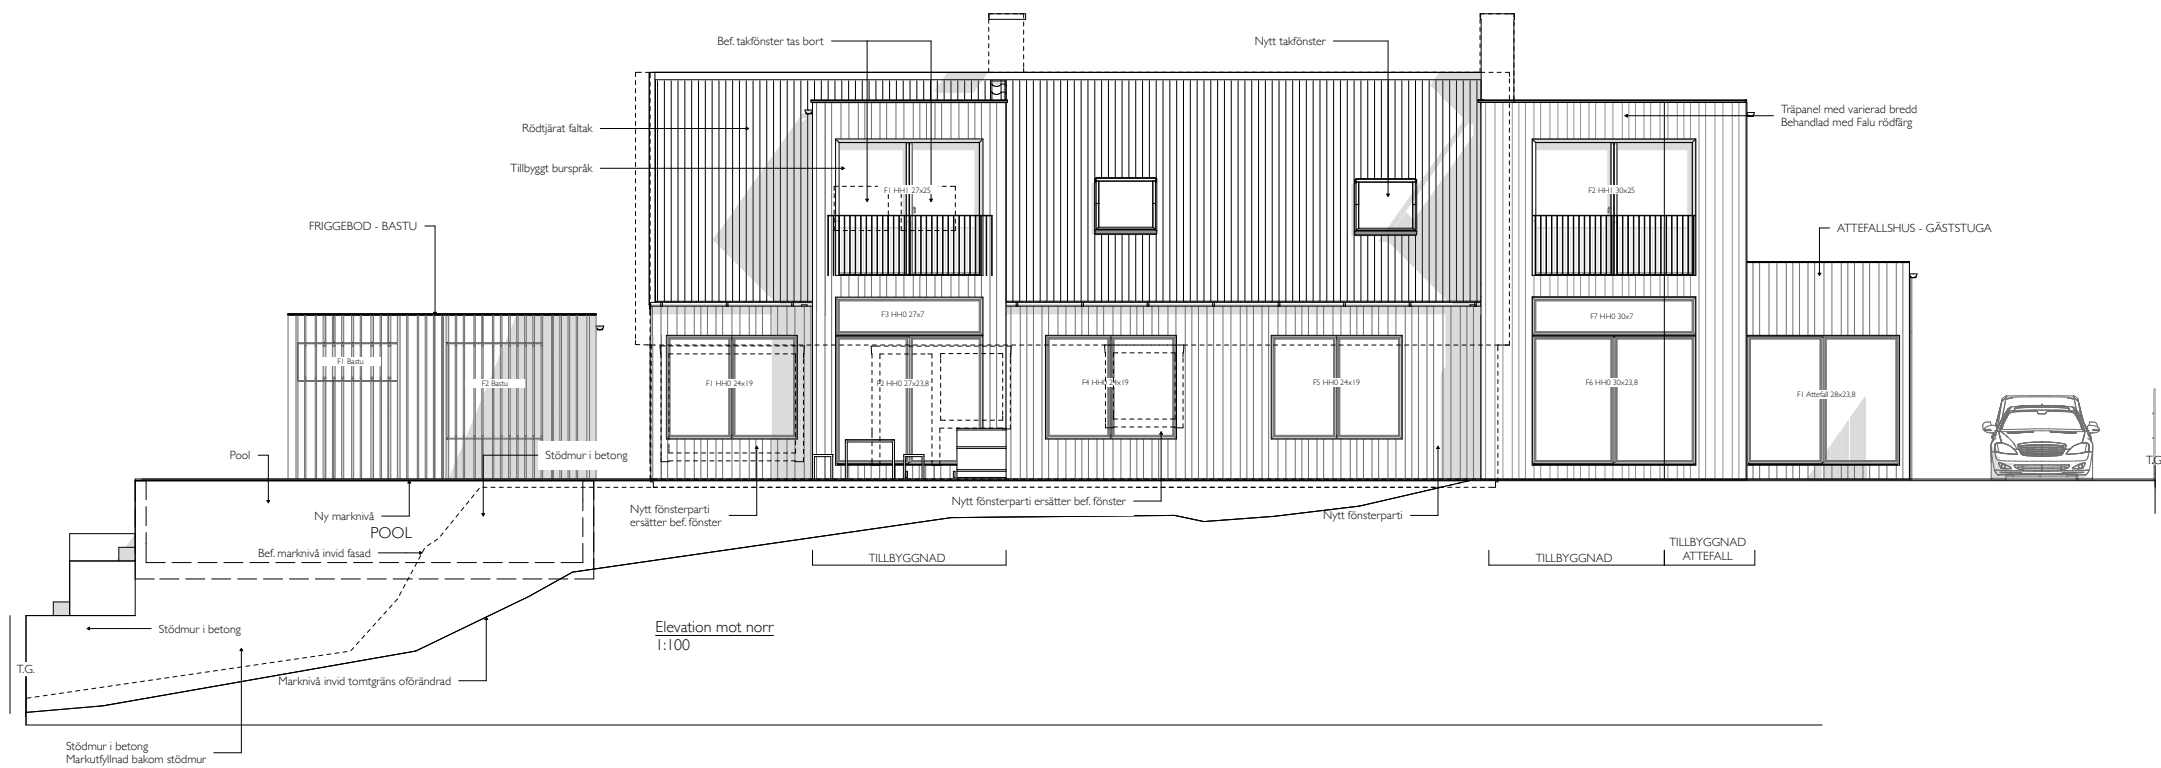 Bef. takfönster tas bort
Nytt takfönster
Träpanel med varierad bredd
Behandlad med Falu rödfärg
Rödtjärat faltak
Tillbyggt burspråk
F1 HH1 27x25
F2 HH1 30x25
FRIGGEBOD - BASTU
ATTEFALLSHUS - GÄSTSTUGA
F3 HH0 27x7
F7 HH0 30x7
F1 Bastu
F2 Bastu
F1 HH0 24x19
F2 HH0 27x23,8
F4 HH0 24x19
F5 HH0 24x19
F6 HH0 30x23,8
F1 Attefall 28x23,8
Pool
Stödmur i betong
T.G.
Nytt fönsterparti ersätter bef. fönster
Nytt fönsterparti
ersätter bef. fönster
Nytt fönsterparti
Ny marknivå
POOL
Bef. marknivå invid fasad
TILLBYGGNAD
TILLBYGGNAD
TILLBYGGNAD
ATTEFALL
Stödmur i betong
Elevation mot norr
1:100
T.G.
Marknivå invid tomtgräns oförändrad
Stödmur i betong
Markutfyllnad bakom stödmur